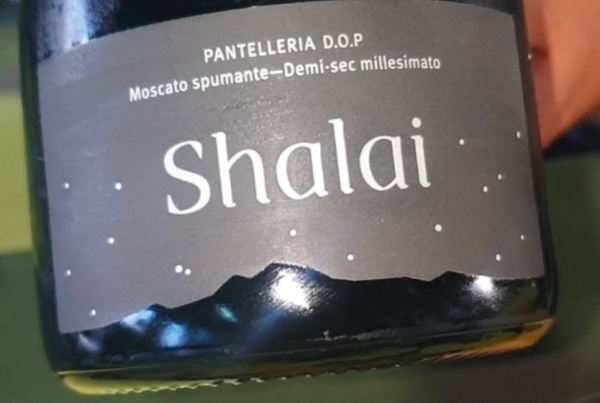 PANTELLERIA D.O.P
Moscato spumante—Demi-sec millesimato
Shalai